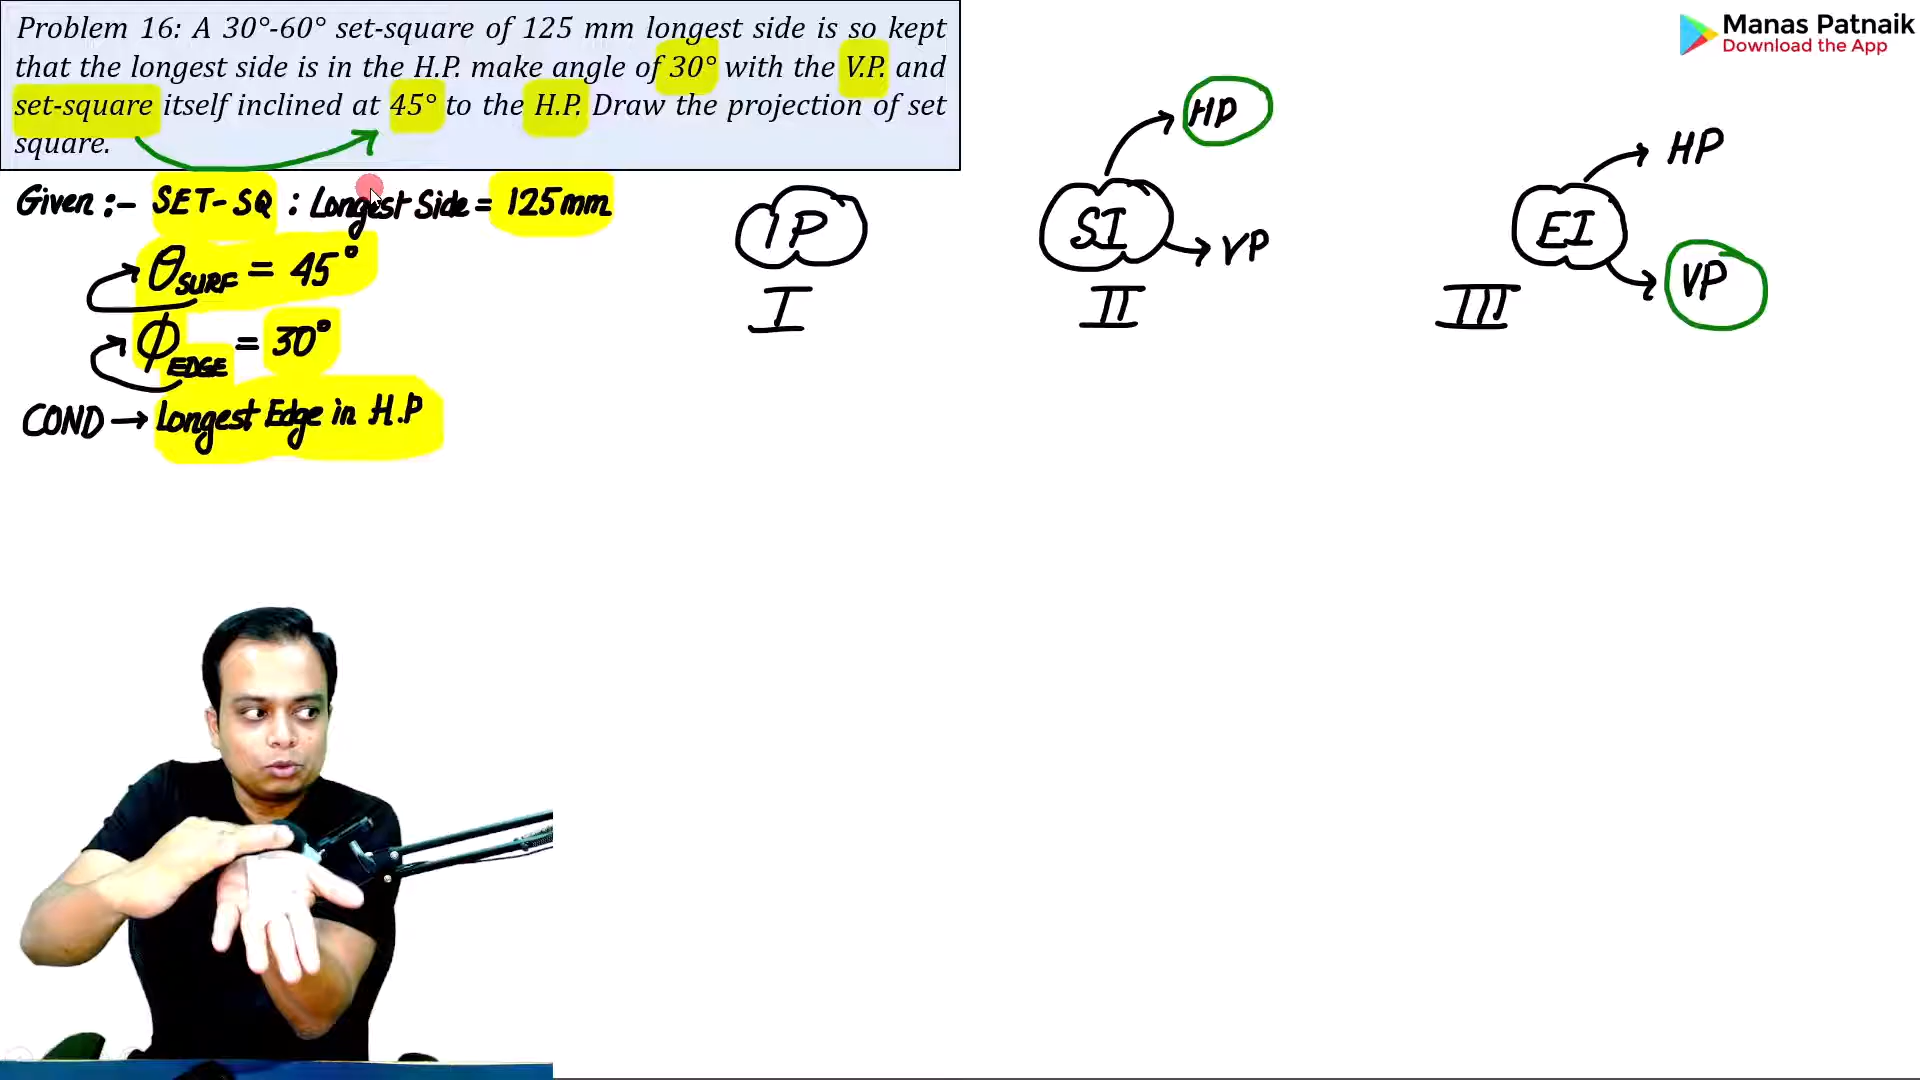 Problem 16: A 30°-60° set-square of 125 mm longest side is so kept
that the longest side is in the H.P. make angle of 30° with the V.P. and
set-square itself inclined at 45° to the H.P. Draw the projection of set
square.
Manas Patnaik
Download the App
Given :- SET-SQ : Longest Side = 125mm
θSURF = 45°
ϕEDGE = 30°
COND → Longest Edge in H.P
IP
I
HP
SI
VP
II
HP
EI
VP
III